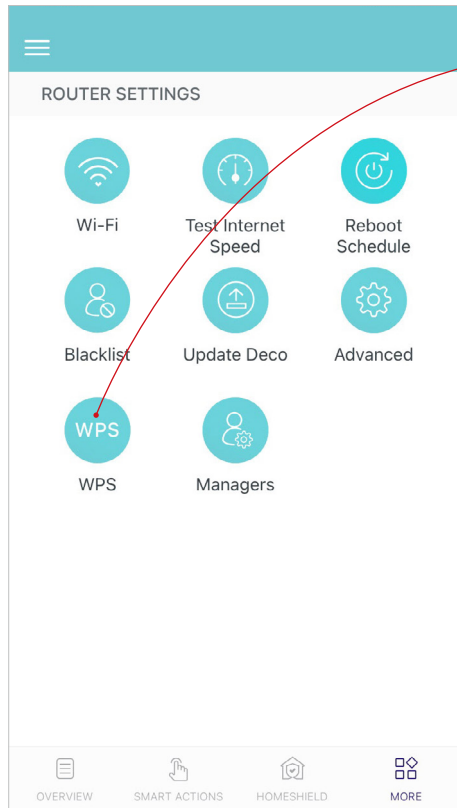 ROUTER SETTINGS
Wi-Fi
Test Internet
Speed
Reboot
Schedule
Blacklist
Update Deco
Advanced
WPS
WPS
Managers
OVERVIEW
SMART ACTIONS
HOMESHIELD
MORE